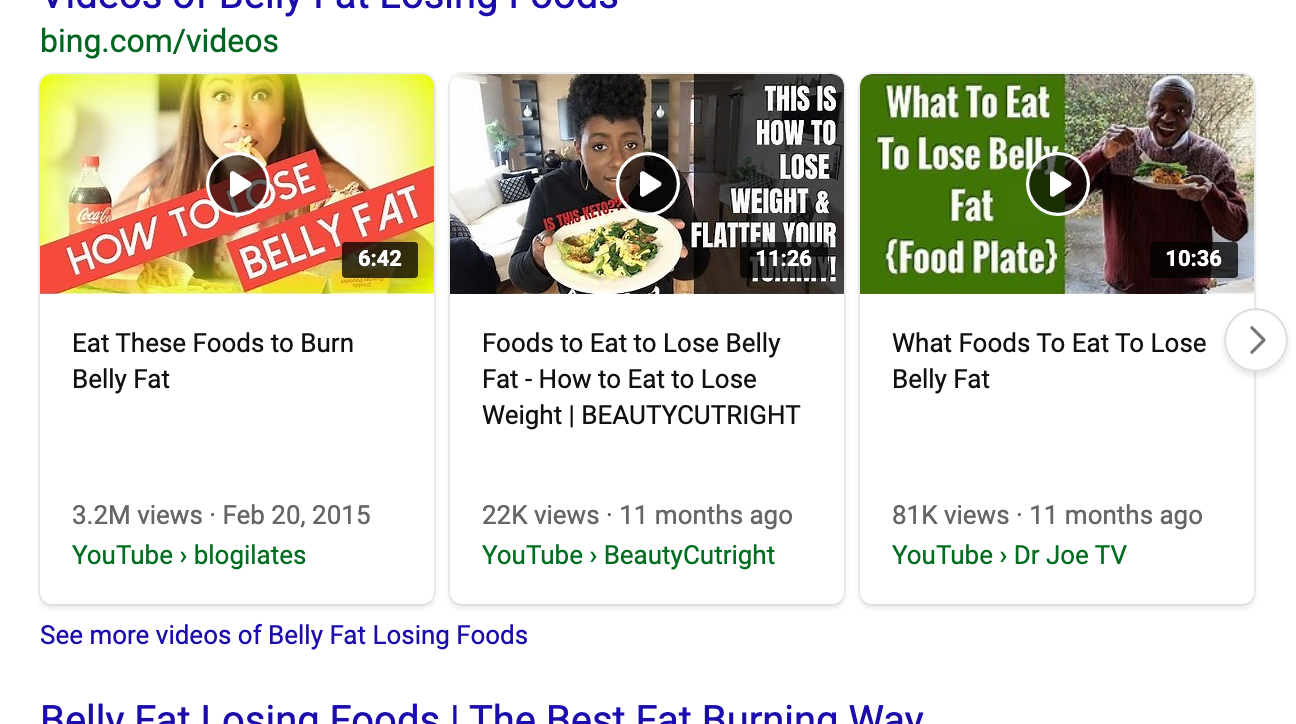 Videos of Belly Fat Losing Foods
bing.com/videos
Coca-Cola
HOW TO LOSE
BELLY FAT
6:42
THIS IS
HOW TO
LOSE
WEIGHT &
FLATTEN YOUR
TUMMY!
IS THIS KETO??
11:26
What To Eat
To Lose Belly
Fat
{Food Plate}
10:36
Eat These Foods to Burn
Belly Fat
3.2M views · Feb 20, 2015
YouTube › blogilates
Foods to Eat to Lose Belly
Fat - How to Eat to Lose
Weight | BEAUTYCUTRIGHT
22K views · 11 months ago
YouTube › BeautyCutright
What Foods To Eat To Lose
Belly Fat
81K views · 11 months ago
YouTube › Dr Joe TV
See more videos of Belly Fat Losing Foods
Belly Fat Losing Foods | The Best Fat Burning Way